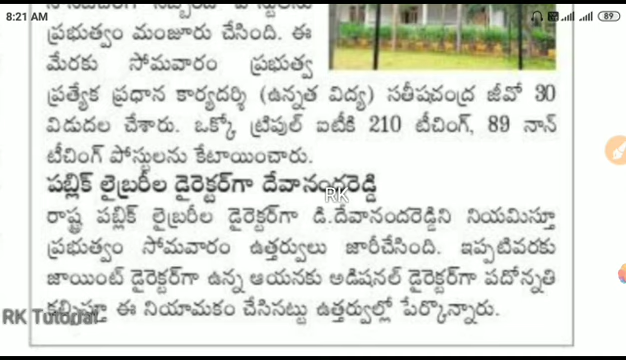 8:21 AM
89
ప్రభుత్వం మంజూరు చేసింది. ఈ
మేరకు సోమవారం ప్రభుత్వ
ప్రత్యేక ప్రధాన కార్యదర్శి (ఉన్నత విద్య) సతీషచంద్ర జీవో 30
విడుదల చేశారు. ఒక్కో ట్రిపుల్ ఐటీకి 210 టీచింగ్, 89 నాన్
టీచింగ్ పోస్టులను కేటాయించారు.
పబ్లిక్ లైబ్రరీల డైరెక్టర్‌గా దేవానందరెడ్డి
RK
రాష్ట్ర పబ్లిక్ లైబ్రరీల డైరెక్టర్‌గా డి.దేవానందరెడ్డిని నియమిస్తూ
ప్రభుత్వం సోమవారం ఉత్తర్వులు జారీచేసింది. ఇప్పటివరకు
జాయింట్ డైరెక్టర్‌గా ఉన్న ఆయనకు అడిషనల్ డైరెక్టర్‌గా పదోన్నతి
కల్పిస్తూ ఈ నియామకం చేసినట్టు ఉత్తర్వుల్లో పేర్కొన్నారు.
RK Tutorial